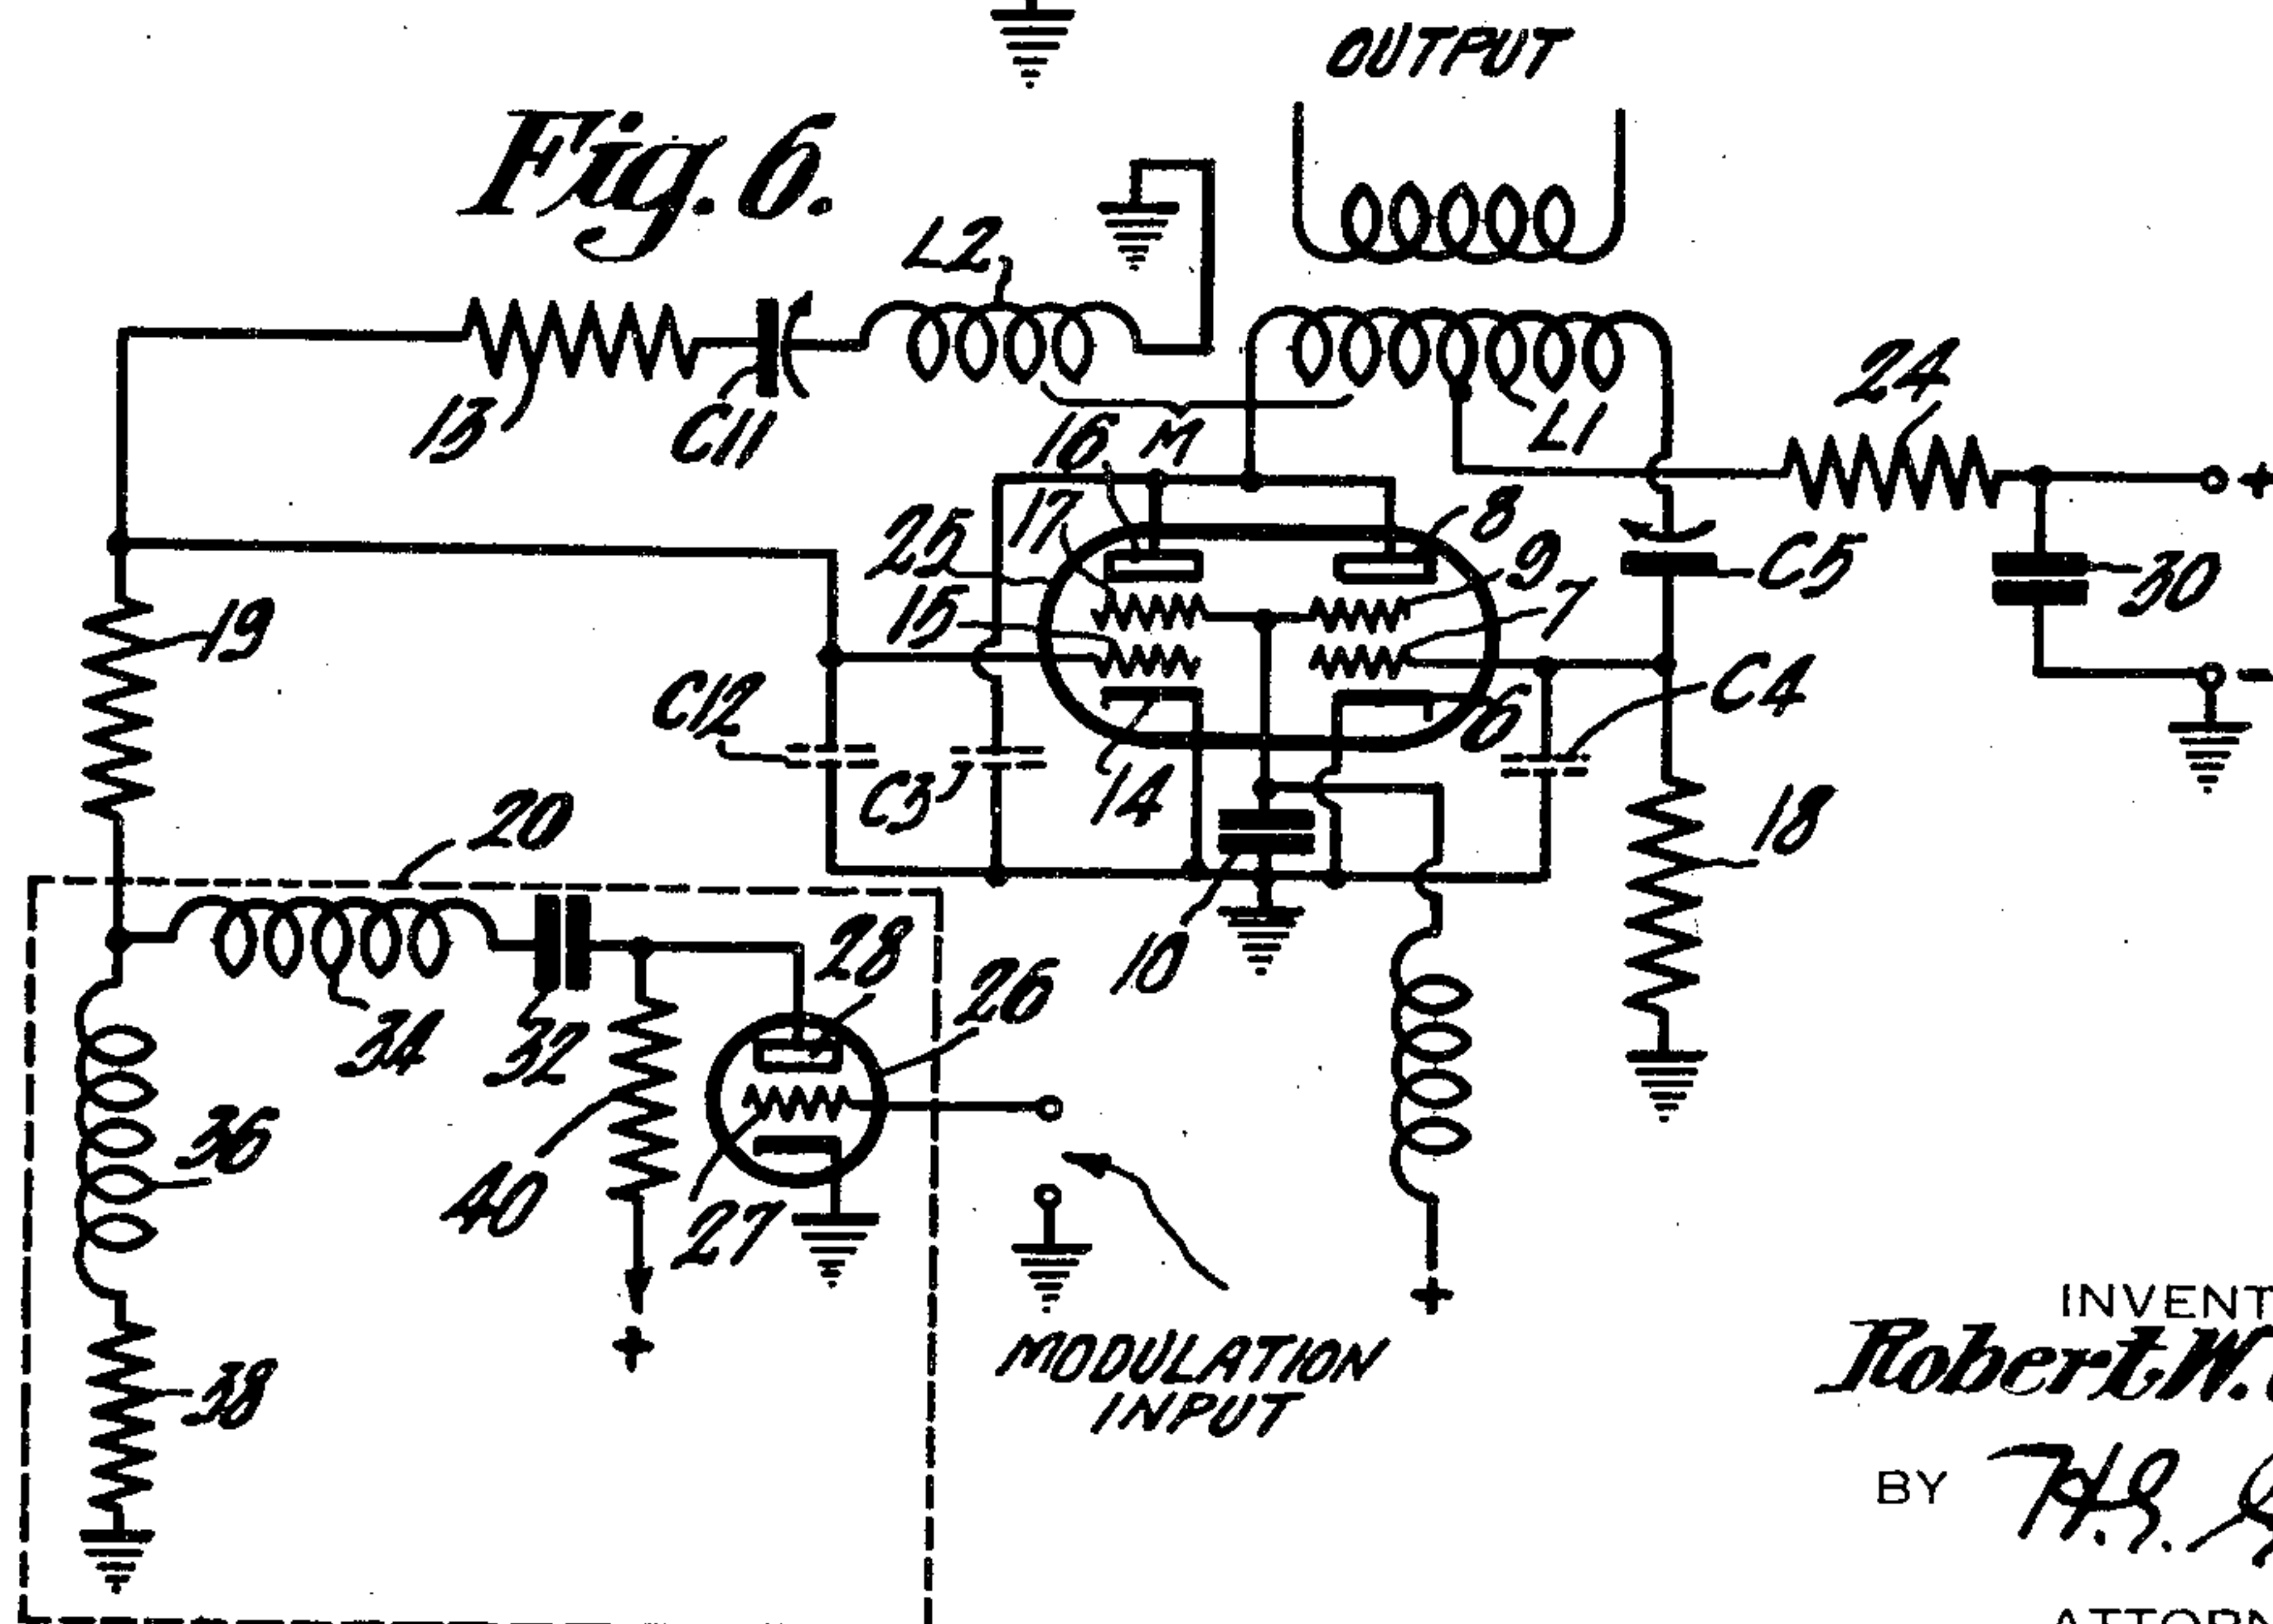 OUTPUT
Fig. 6.
L2
13
C11
M
L1
24
+
16
17
25
15
8
9
7
C5
30
-
19
C12
C3
14
6
C4
18
10
20
34
32
28
26
36
40
27
38
+
+
MODULATION
INPUT
INVENT
Robert W.
BY
H.G.
ATTORN